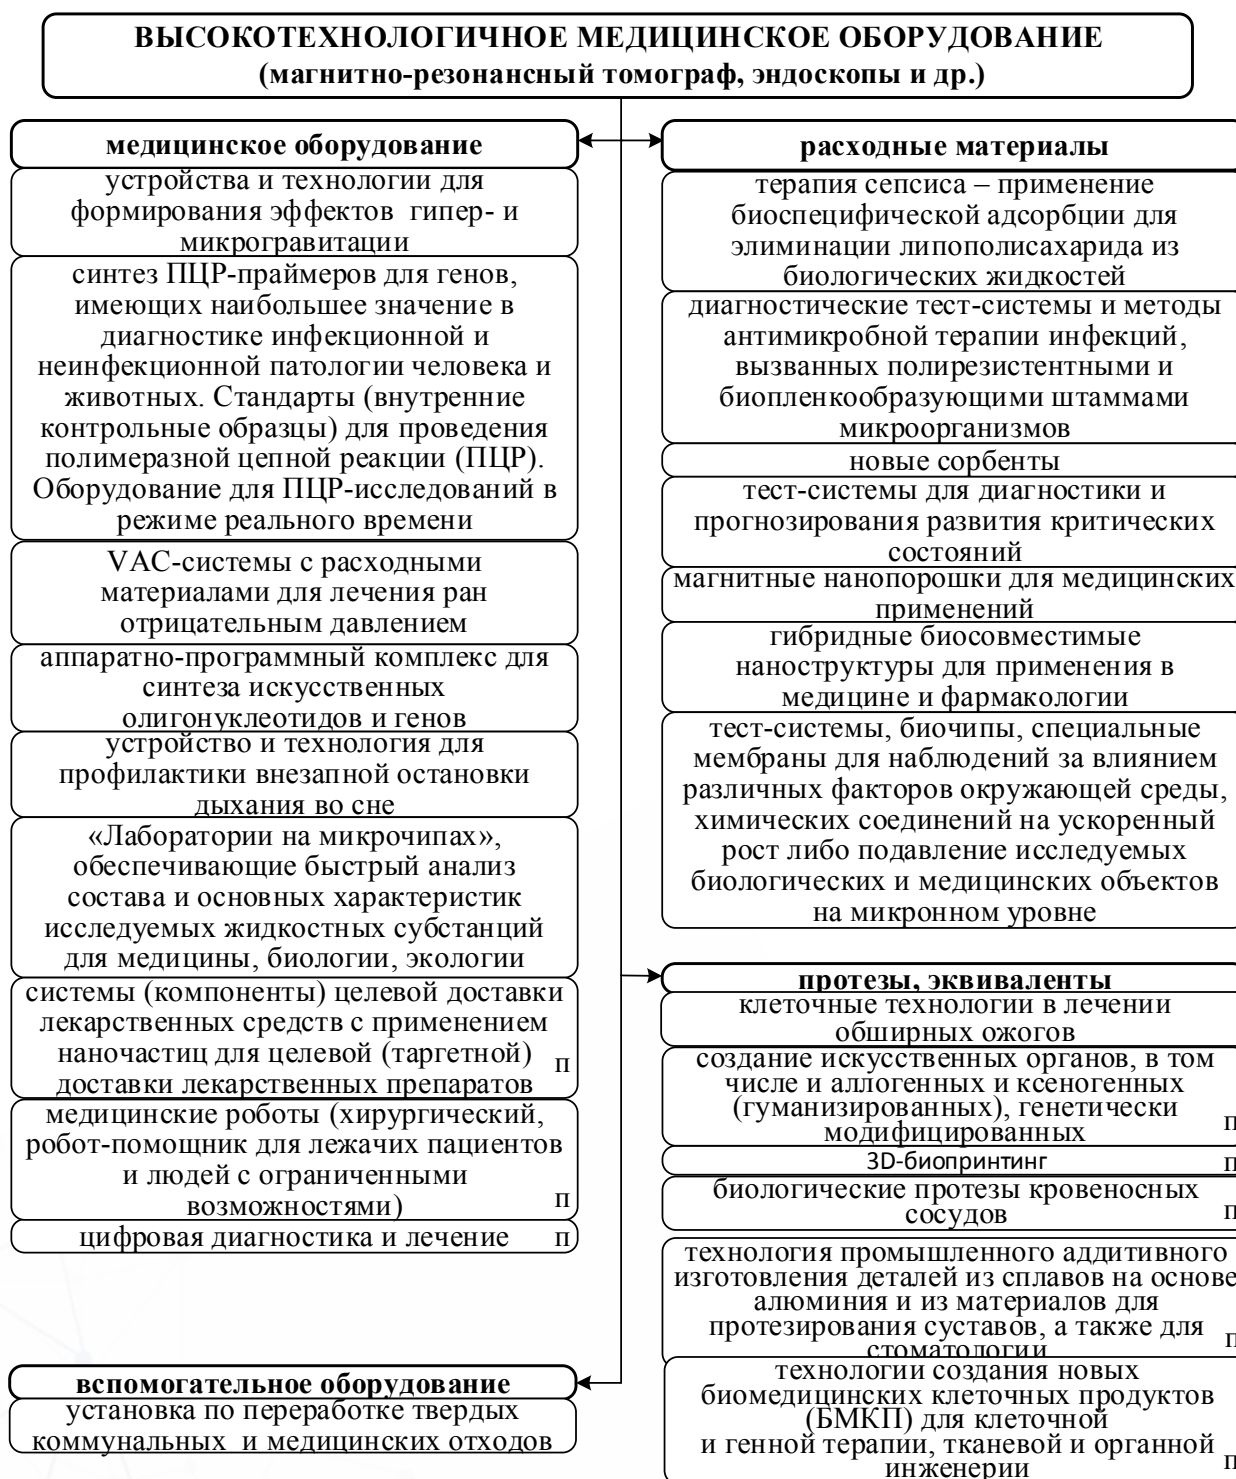 ВЫСОКОТЕХНОЛОГИЧНОЕ МЕДИЦИНСКОЕ ОБОРУДОВАНИЕ
(магнитно-резонансный томограф, эндоскопы и др.)
медицинское оборудование
устройства и технологии для
формирования эффектов гипер- и
микрогравитации
синтез ПЦР-праймеров для генов,
имеющих наибольшее значение в
диагностике инфекционной и
неинфекционной патологии человека и
животных. Стандарты (внутренние
контрольные образцы) для проведения
полимеразной цепной реакции (ПЦР).
Оборудование для ПЦР-исследований в
режиме реального времени
VAC-системы с расходными
материалами для лечения ран
отрицательным давлением
аппаратно-программный комплекс для
синтеза искусственных
олигонуклеотидов и генов
устройство и технология для
профилактики внезапной остановки
дыхания во сне
«Лаборатории на микрочипах»,
обеспечивающие быстрый анализ
состава и основных характеристик
исследуемых жидкостных субстанций
для медицины, биологии, экологии
системы (компоненты) целевой доставки
лекарственных средств с применением
наночастиц для целевой (таргетной)
доставки лекарственных препаратов п
медицинские роботы (хирургический,
робот-помощник для лежачих пациентов
и людей с ограниченными
возможностями) п
цифровая диагностика и лечение п
вспомогательное оборудование
установка по переработке твердых
коммунальных и медицинских отходов
расходные материалы
терапия сепсиса – применение
биоспецифической адсорбции для
элиминации липополисахарида из
биологических жидкостей
диагностические тест-системы и методы
антимикробной терапии инфекций,
вызванных полирезистентными и
биопленкообразующими штаммами
микроорганизмов
новые сорбенты
тест-системы для диагностики и
прогнозирования развития критических
состояний
магнитные нанопорошки для медицинских
применений
гибридные биосовместимые
наноструктуры для применения в
медицине и фармакологии
тест-системы, биочипы, специальные
мембраны для наблюдений за влиянием
различных факторов окружающей среды,
химических соединений на ускоренный
рост либо подавление исследуемых
биологических и медицинских объектов
на микронном уровне
протезы, эквиваленты
клеточные технологии в лечении
обширных ожогов
создание искусственных органов, в том
числе и аллогенных и ксеногенных
(гуманизированных), генетически
модифицированных п
3D-биопринтинг п
биологические протезы кровеносных
сосудов п
технология промышленного аддитивного
изготовления деталей из сплавов на основе
алюминия и из материалов для
протезирования суставов, а также для
стоматологии п
технологии создания новых
биомедицинских клеточных продуктов
(БМКП) для клеточной
и генной терапии, тканевой и органной
инженерии п